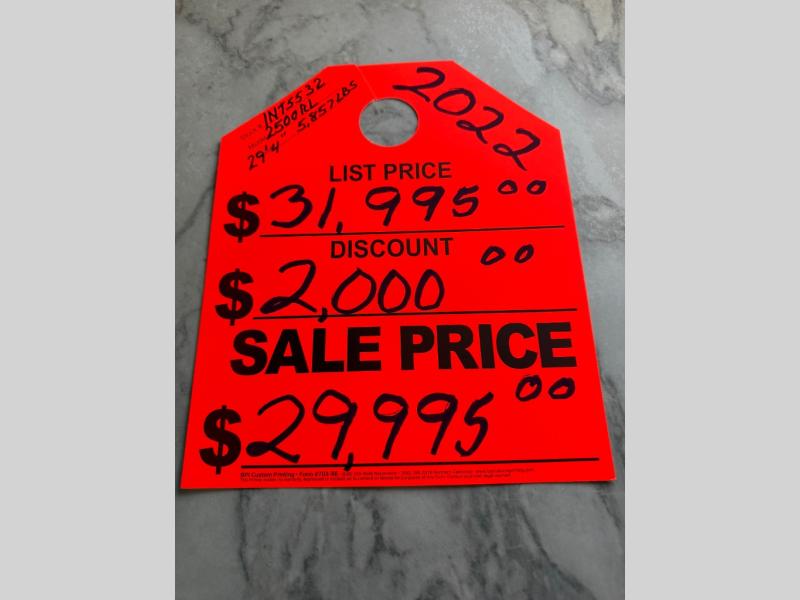 INT5532
2500RL
29'4" 5,857LBS
2022
LIST PRICE
$31,995.00
DISCOUNT
$2,000 00
SALE PRICE
$29,995 00